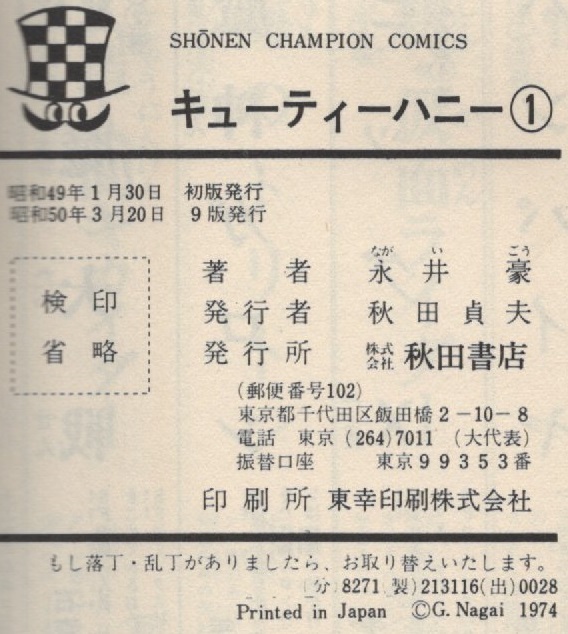 SHŌNEN CHAMPION COMICS
キューティーハニー①
昭和49年1月30日 初版発行
昭和50年3月20日 9版発行
検印
省略
著者 永井豪
なが い ごう
発行者 秋田貞夫
発行所 株式会社 秋田書店
(郵便番号102)
東京都千代田区飯田橋2-10-8
電話 東京(264)7011 (大代表)
振替口座 東京99353番
印刷所 東幸印刷株式会社
もし落丁・乱丁がありましたら、お取り替えいたします。
(分)8271(製)213116(出)0028
Printed in Japan ©G. Nagai 1974